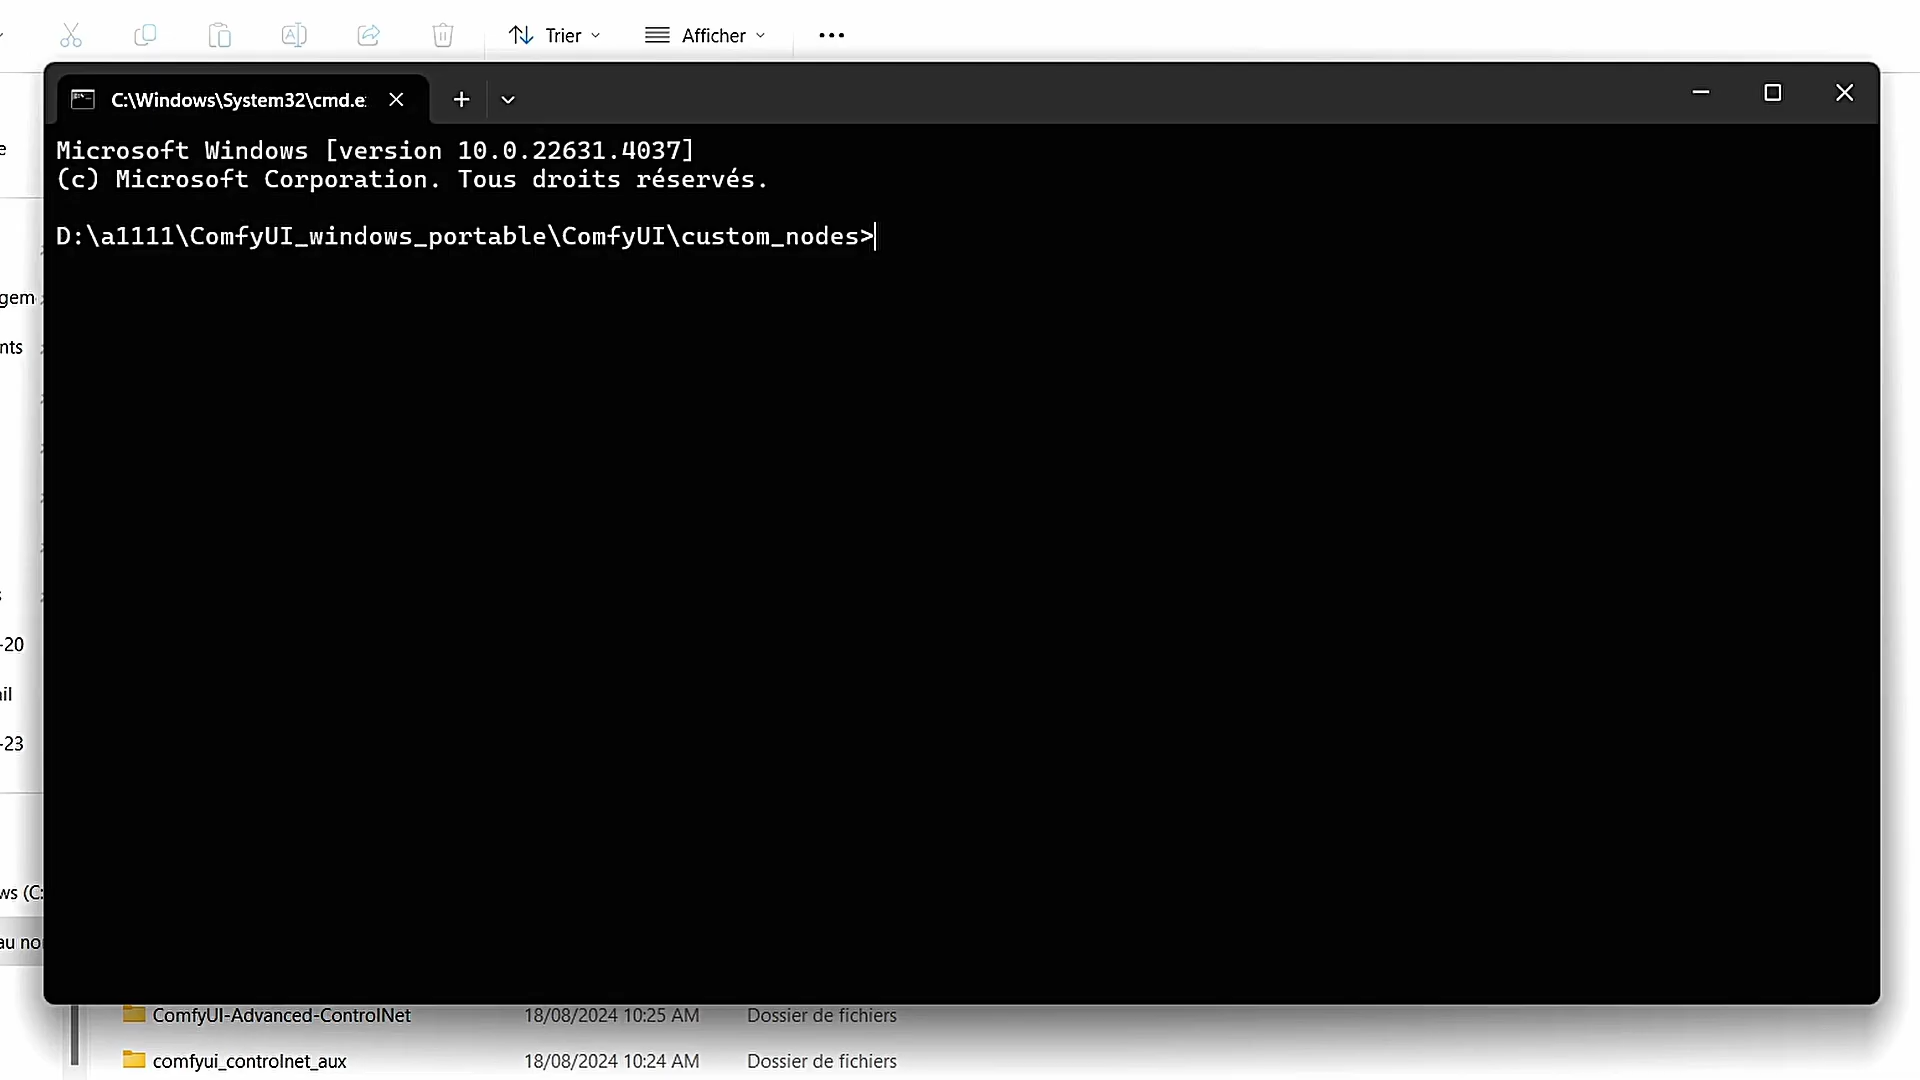 Trier
Afficher
C:\Windows\System32\cmd.e
Microsoft Windows [version 10.0.22631.4037]
(c) Microsoft Corporation. Tous droits réservés.
D:\a1111\ComfyUI_windows_portable\ComfyUI\custom_nodes>
e
gem
nts
s
-20
il
-23
ws (C:
au no
ComfyUI-Advanced-ControlNet 18/08/2024 10:25 AM Dossier de fichiers
comfyui_controlnet_aux 18/08/2024 10:24 AM Dossier de fichiers